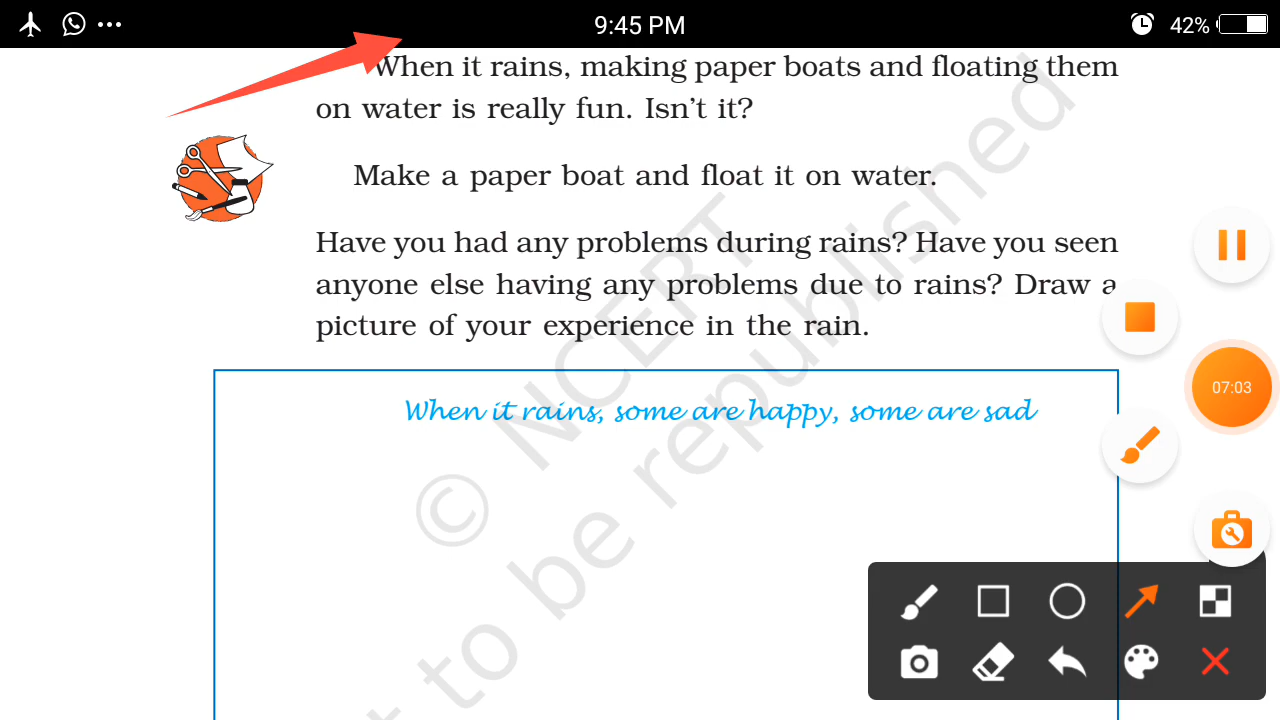 9:45 PM
42%
When it rains, making paper boats and floating them
on water is really fun. Isn't it?
Make a paper boat and float it on water.
Have you had any problems during rains? Have you seen
anyone else having any problems due to rains? Draw a
picture of your experience in the rain.
07:03
When it rains, some are happy, some are sad
© NCERT
to be republished